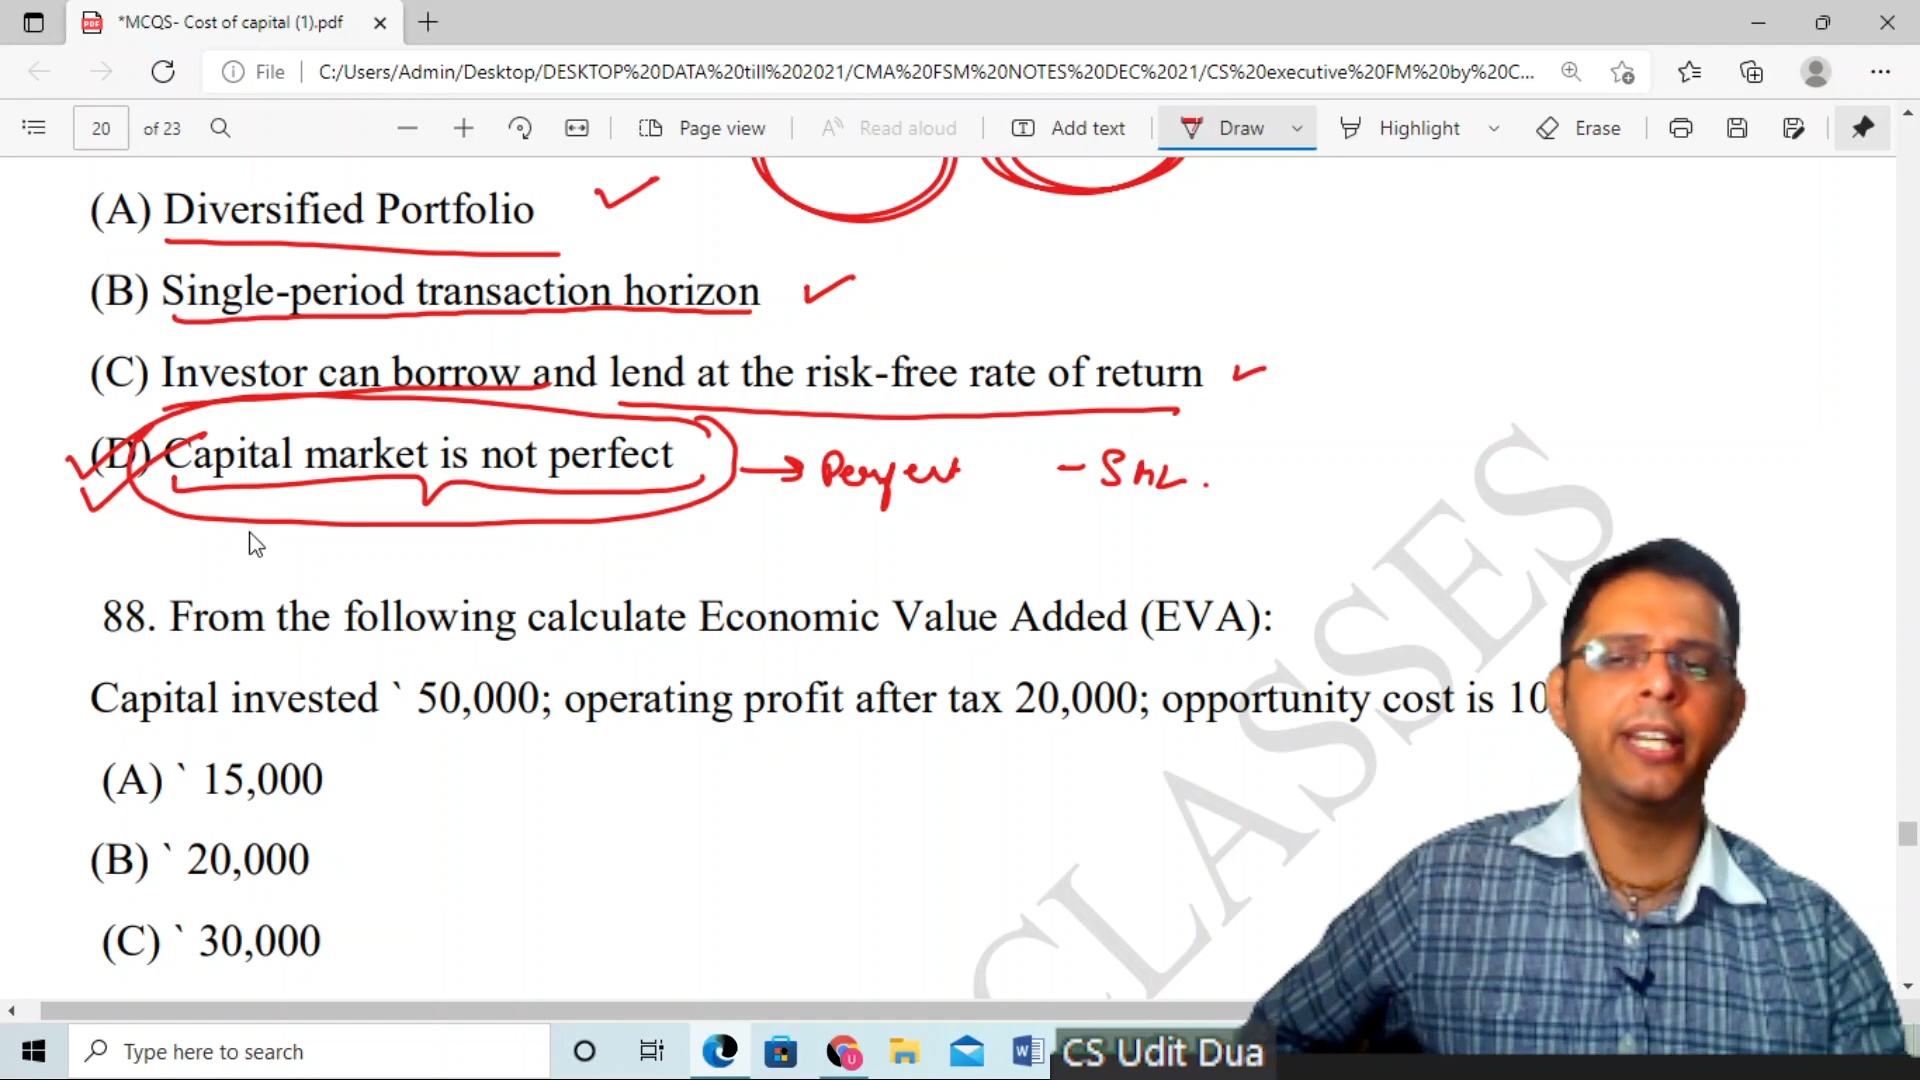 *MCQS- Cost of capital (1).pdf
File
C:/Users/Admin/Desktop/DESKTOP%20DATA%20till%202021/CMA%20FSM%20NOTES%20DEC%2021/CS%20executive%20FM%20by%20C...
20 of 23
Page view
Read aloud
Add text
Draw
Highlight
Erase
(A) Diversified Portfolio
(B) Single-period transaction horizon
(C) Investor can borrow and lend at the risk-free rate of return
(D) Capital market is not perfect
Perfect
- SML.
88. From the following calculate Economic Value Added (EVA):
Capital invested ` 50,000; operating profit after tax 20,000; opportunity cost is 10
(A) ` 15,000
(B) ` 20,000
(C) ` 30,000
CLASSES
Type here to search
CS Udit Dua